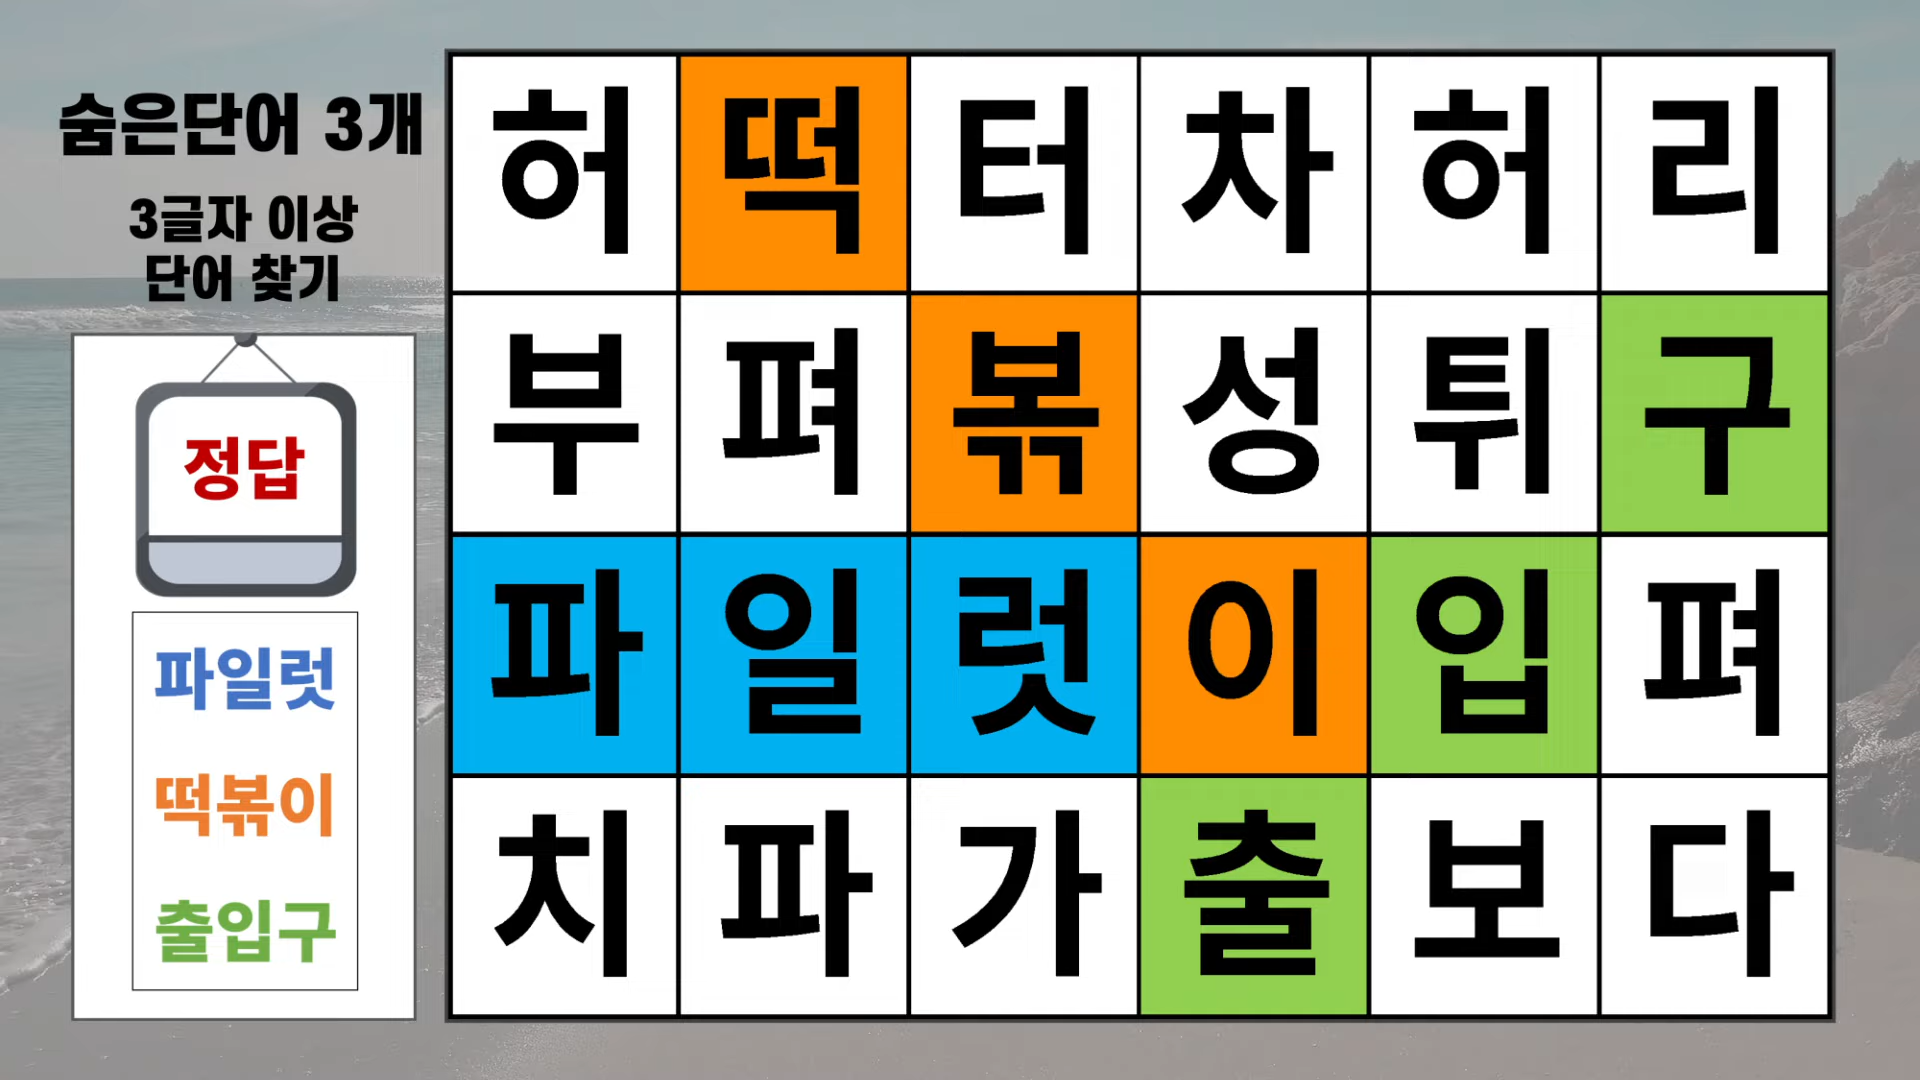 숨은단어 3개
3글자 이상
단어 찾기
정답
파일럿
떡볶이
출입구
허 떡 터 차 허 리
부 펴 볶 성 튀 구
파 일 럿 이 입 펴
치 파 가 출 보 다